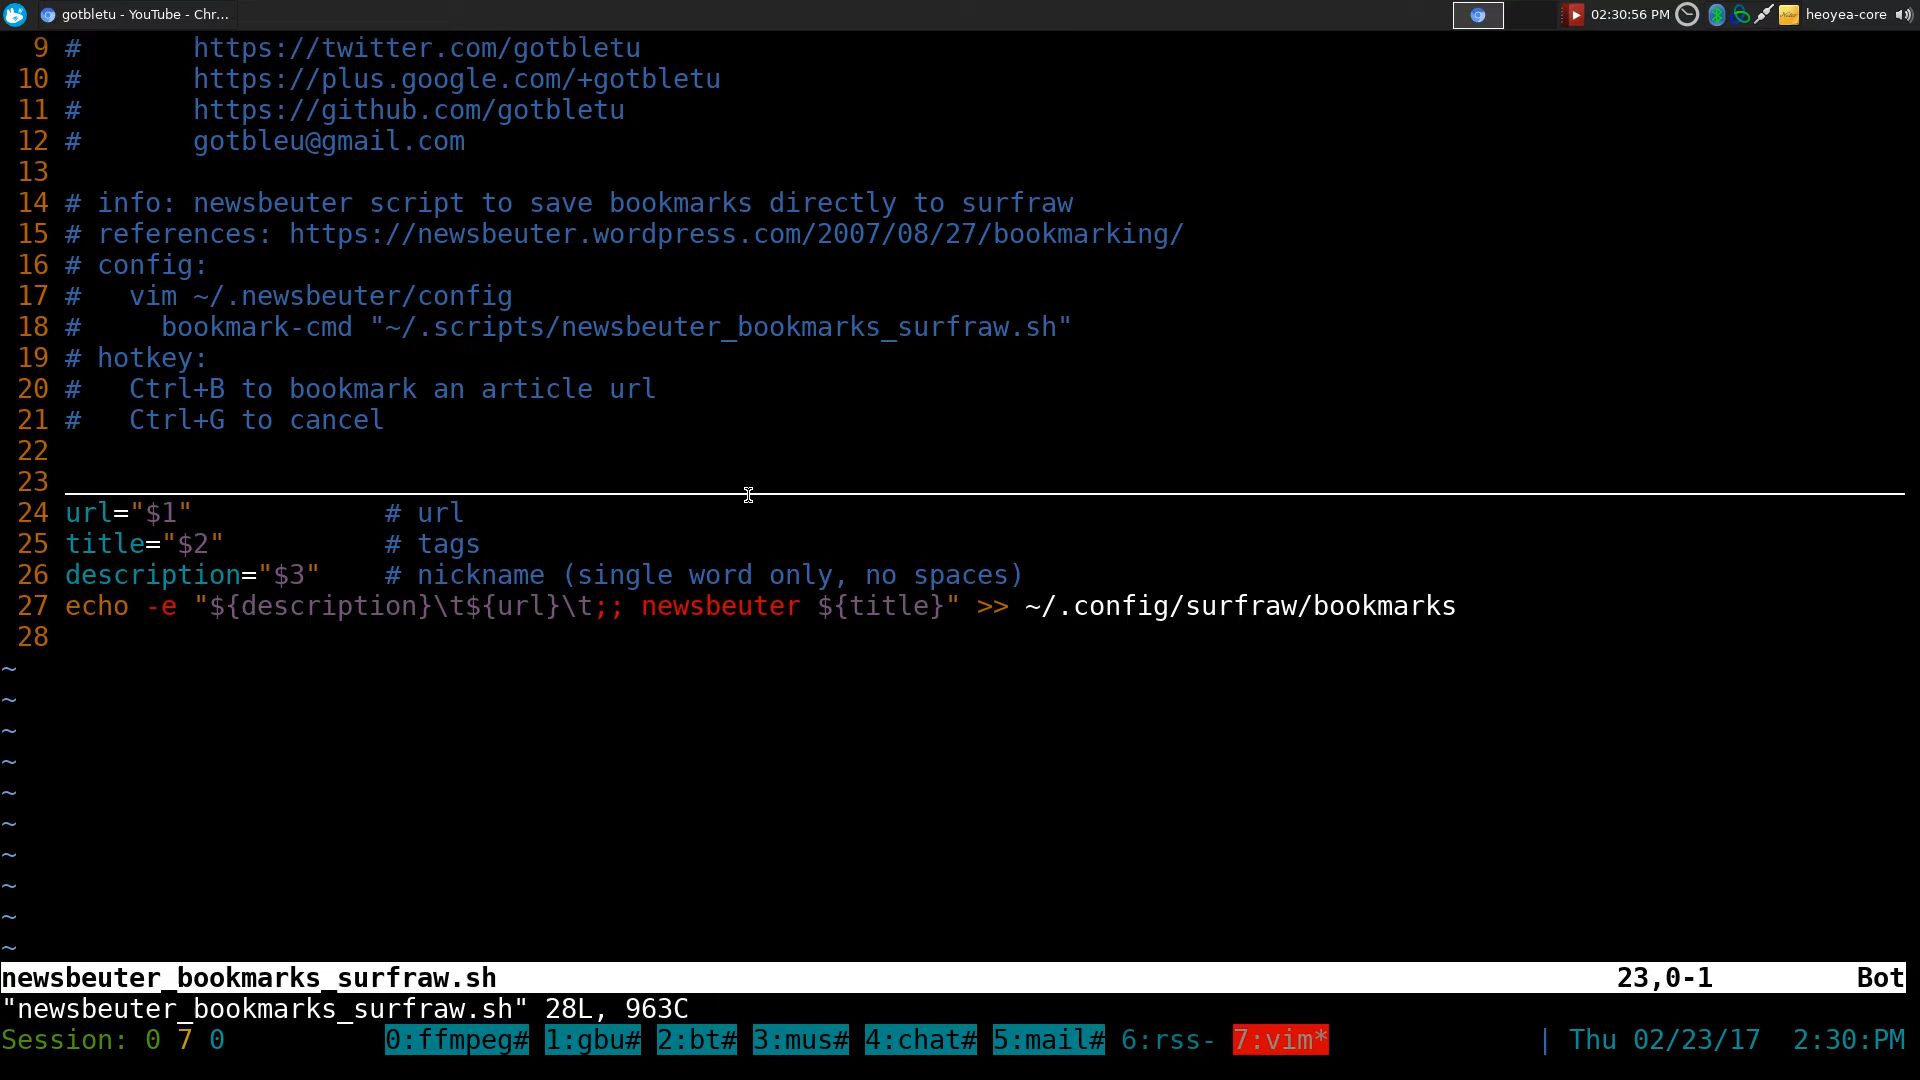 gotbletu - YouTube - Chr... 02:30:56 PM heoyea-core
9 #       https://twitter.com/gotbletu
10 #       https://plus.google.com/+gotbletu
11 #       https://github.com/gotbletu
12 #       gotbleu@gmail.com
13
14 # info: newsbeuter script to save bookmarks directly to surfraw
15 # references: https://newsbeuter.wordpress.com/2007/08/27/bookmarking/
16 # config:
17 #   vim ~/.newsbeuter/config
18 #     bookmark-cmd "~/.scripts/newsbeuter_bookmarks_surfraw.sh"
19 # hotkey:
20 #   Ctrl+B to bookmark an article url
21 #   Ctrl+G to cancel
22
23
24 url="$1"            # url
25 title="$2"          # tags
26 description="$3"    # nickname (single word only, no spaces)
27 echo -e "${description}\t${url}\t;; newsbeuter ${title}" >> ~/.config/surfraw/bookmarks
28
~
~
~
~
~
~
~
~
~
~
newsbeuter_bookmarks_surfraw.sh 23,0-1 Bot
"newsbeuter_bookmarks_surfraw.sh" 28L, 963C
Session: 0 7 0 0:ffmpeg# 1:gbu# 2:bt# 3:mus# 4:chat# 5:mail# 6:rss- 7:vim* | Thu 02/23/17 2:30:PM